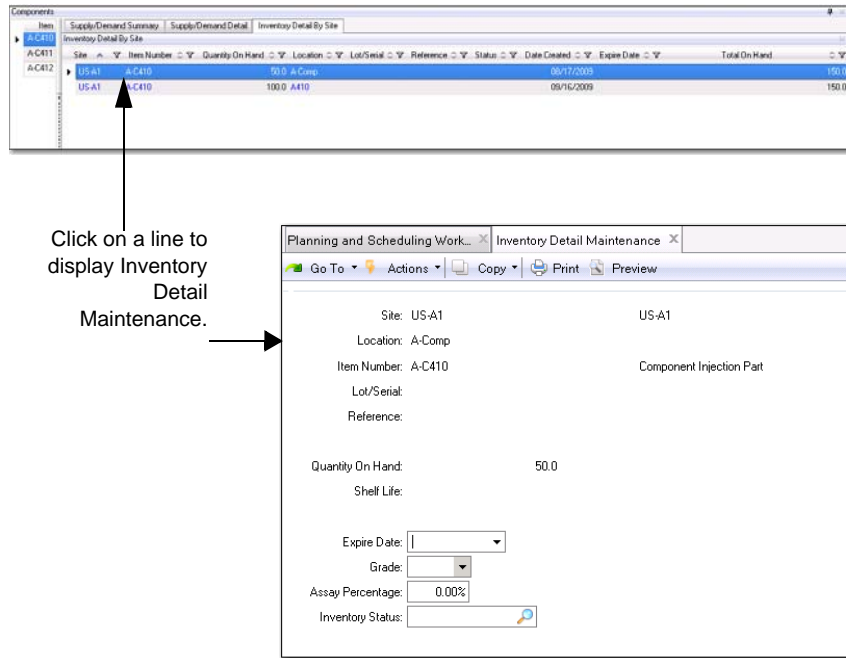 Components
Item
Supply/Demand Summary Supply/Demand Detail Inventory Detail By Site
A-C410
Inventory Detail By Site
A-C411
Site Item Number Quantity On Hand Location Lot/Serial Reference Status Date Created Expire Date Total On Hand
A-C412
US-A1 A-C410 50.0 A-Comp 08/17/2009 150.0
US-A1 A-C410 100.0 A410 09/16/2009 150.0
Click on a line to
display Inventory
Detail
Maintenance.
Planning and Scheduling Work... Inventory Detail Maintenance
Go To Actions Copy Print Preview
Site: US-A1 US-A1
Location: A-Comp
Item Number: A-C410 Component Injection Part
Lot/Serial:
Reference:
Quantity On Hand: 50.0
Shelf Life:
Expire Date:
Grade:
Assay Percentage: 0.00%
Inventory Status: